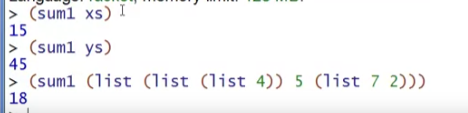 > (sum1 xs)
15
> (sum1 ys)
45
> (sum1 (list (list (list 4)) 5 (list 7 2)))
18